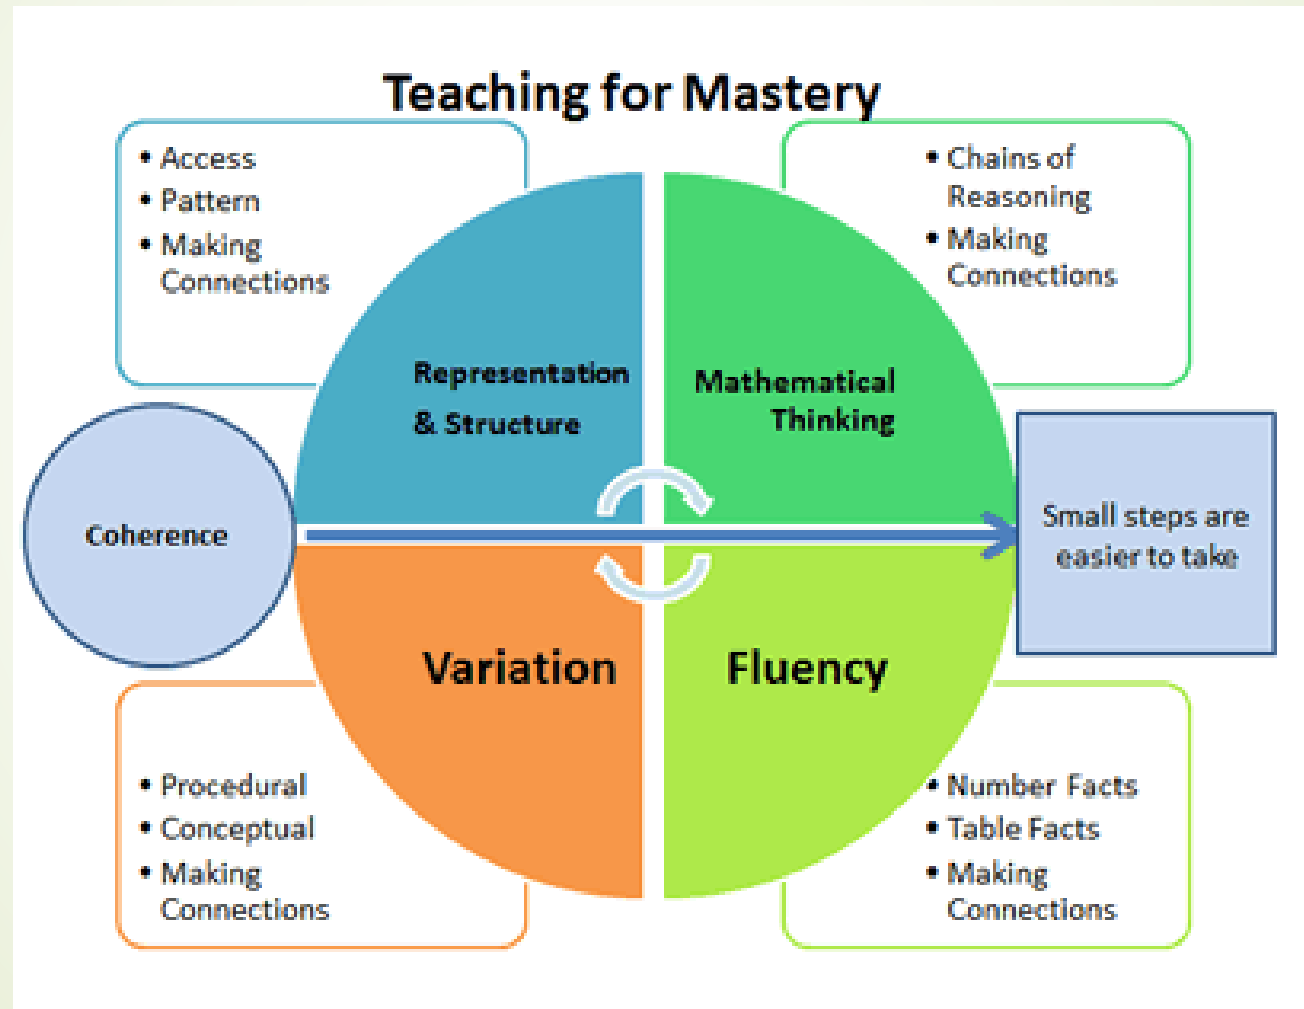 Teaching for Mastery
• Access
• Pattern
• Making
Connections
• Chains of
Reasoning
• Making
Connections
Representation
& Structure
Mathematical
Thinking
Coherence
Small steps are
easier to take
Variation
Fluency
• Procedural
• Conceptual
• Making
Connections
• Number Facts
• Table Facts
• Making
Connections